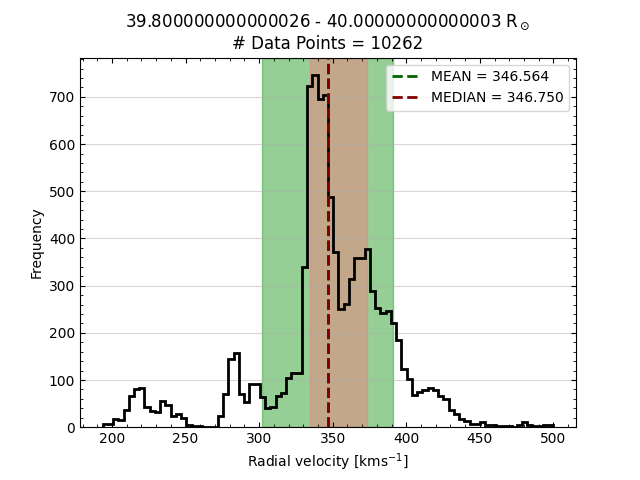 39.800000000000026 - 40.00000000000003 R⊙
# Data Points = 10262
MEAN = 346.564
MEDIAN = 346.750
700
600
500
400
300
200
100
0
Frequency
200 250 300 350 400 450 500
Radial velocity [kms⁻¹]